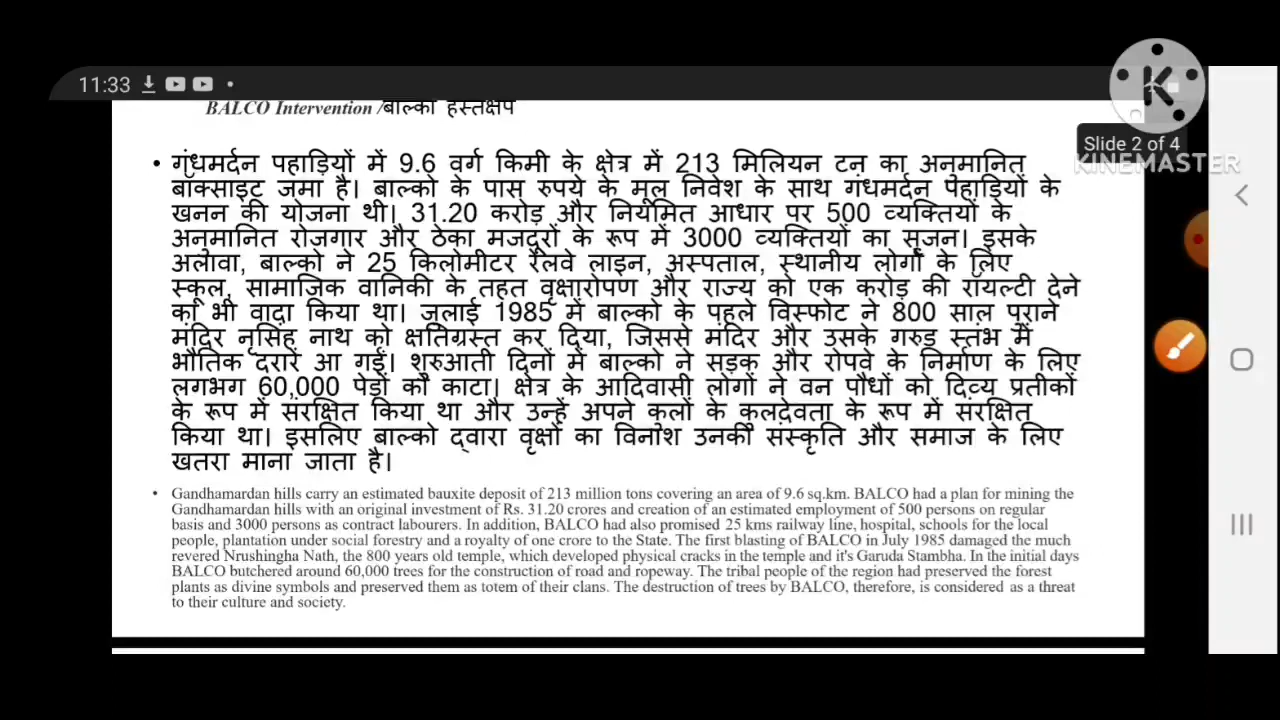 11:33
Slide 2 of 4
KINEMASTER
BALCO Intervention /बाल्को हस्तक्षेप
• गंधमर्दन पहाड़ियों में 9.6 वर्ग किमी के क्षेत्र में 213 मिलियन टन का अनुमानित
बॉक्साइट जमा है। बाल्को के पास रुपये के मूल निवेश के साथ गंधमर्दन पहाड़ियों के
खनन की योजना थी। 31.20 करोड़ और नियमित आधार पर 500 व्यक्तियों के
अनुमानित रोजगार और ठेका मजदूरों के रूप में 3000 व्यक्तियों का सृजन। इसके
अलावा, बाल्को ने 25 किलोमीटर रेलवे लाइन, अस्पताल, स्थानीय लोगों के लिए
स्कूल, सामाजिक वानिकी के तहत वृक्षारोपण और राज्य को एक करोड़ की रॉयल्टी देने
का भी वादा किया था। जुलाई 1985 में बाल्को के पहले विस्फोट ने 800 साल पुराने
मंदिर नृसिंह नाथ को क्षतिग्रस्त कर दिया, जिससे मंदिर और उसके गरुड़ स्तंभ में
भौतिक दरारें आ गईं। शुरुआती दिनों में बाल्को ने सड़क और रोपवे के निर्माण के लिए
लगभग 60,000 पेड़ों को काटा। क्षेत्र के आदिवासी लोगों ने वन पौधों को दिव्य प्रतीकों
के रूप में संरक्षित किया था और उन्हें अपने कुलों के कुलदेवता के रूप में संरक्षित
किया था। इसलिए बाल्को द्वारा वृक्षों का विनाश उनकी संस्कृति और समाज के लिए
खतरा माना जाता है।
• Gandhamardan hills carry an estimated bauxite deposit of 213 million tons covering an area of 9.6 sq.km. BALCO had a plan for mining the
Gandhamardan hills with an original investment of Rs. 31.20 crores and creation of an estimated employment of 500 persons on regular
basis and 3000 persons as contract labourers. In addition, BALCO had also promised 25 kms railway line, hospital, schools for the local
people, plantation under social forestry and a royalty of one crore to the State. The first blasting of BALCO in July 1985 damaged the much
revered Nrushingha Nath, the 800 years old temple, which developed physical cracks in the temple and it's Garuda Stambha. In the initial days
BALCO butchered around 60,000 trees for the construction of road and ropeway. The tribal people of the region had preserved the forest
plants as divine symbols and preserved them as totem of their clans. The destruction of trees by BALCO, therefore, is considered as a threat
to their culture and society.